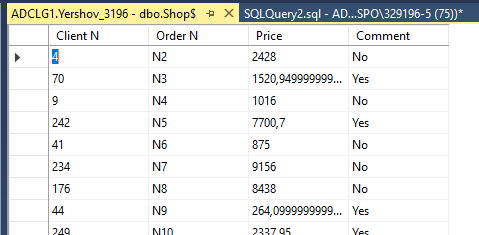 ADCLG1.Yershov_3196 - dbo.Shop$ SQLQuery2.sql - AD...SPO\329196-5 (75))*
Client N Order N Price Comment
4 N2 2428 No
70 N3 1520,949999999... Yes
9 N4 1016 No
242 N5 7700,7 Yes
41 N6 875 No
234 N7 9156 No
176 N8 8438 No
44 N9 264,0999999999... Yes
249 N10 2337,95 Yes